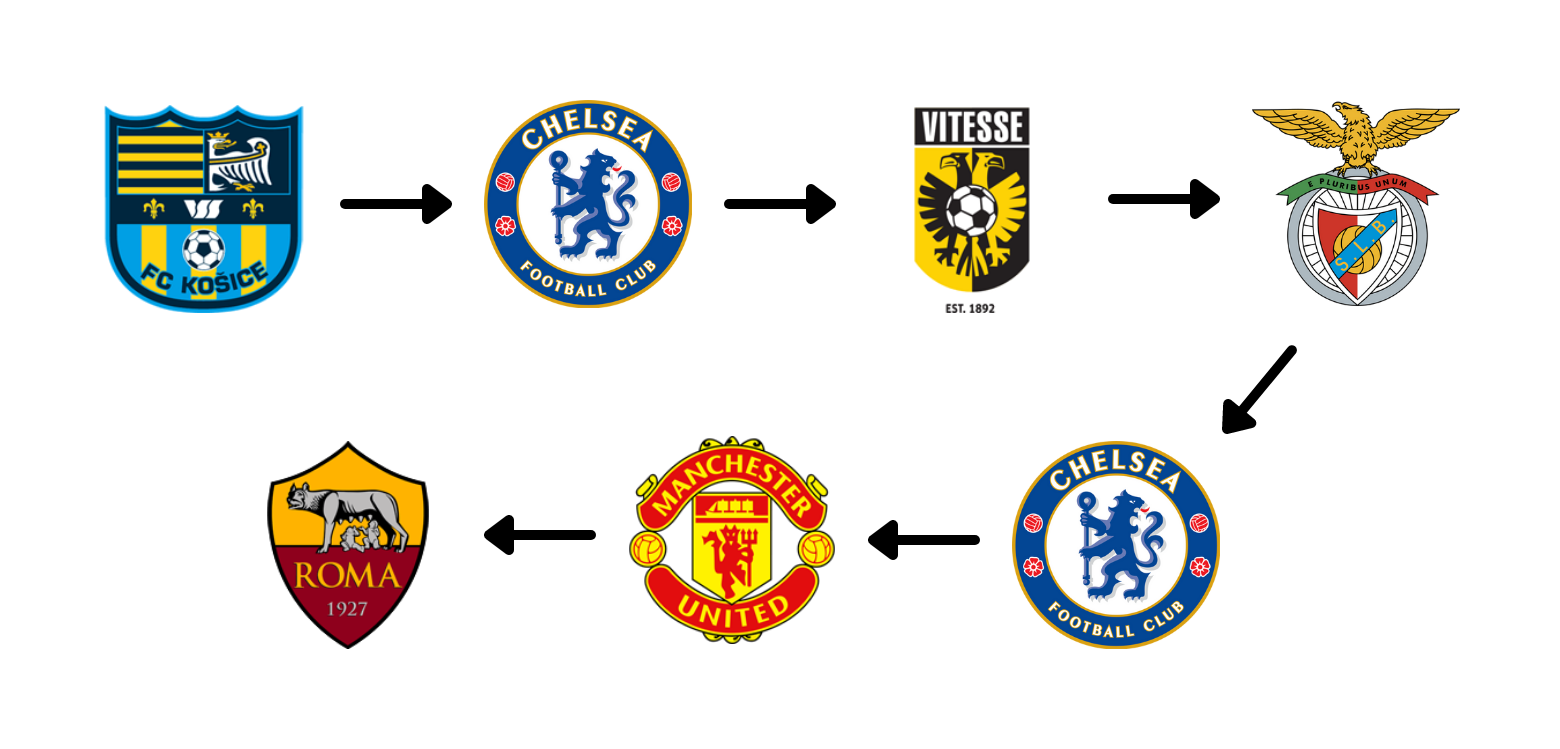 FC KOŠICE
CHELSEA
FOOTBALL CLUB
VITESSE
EST. 1892
E PLURIBUS UNUM
S. L. B.
ROMA
1927
MANCHESTER
UNITED
CHELSEA
FOOTBALL CLUB